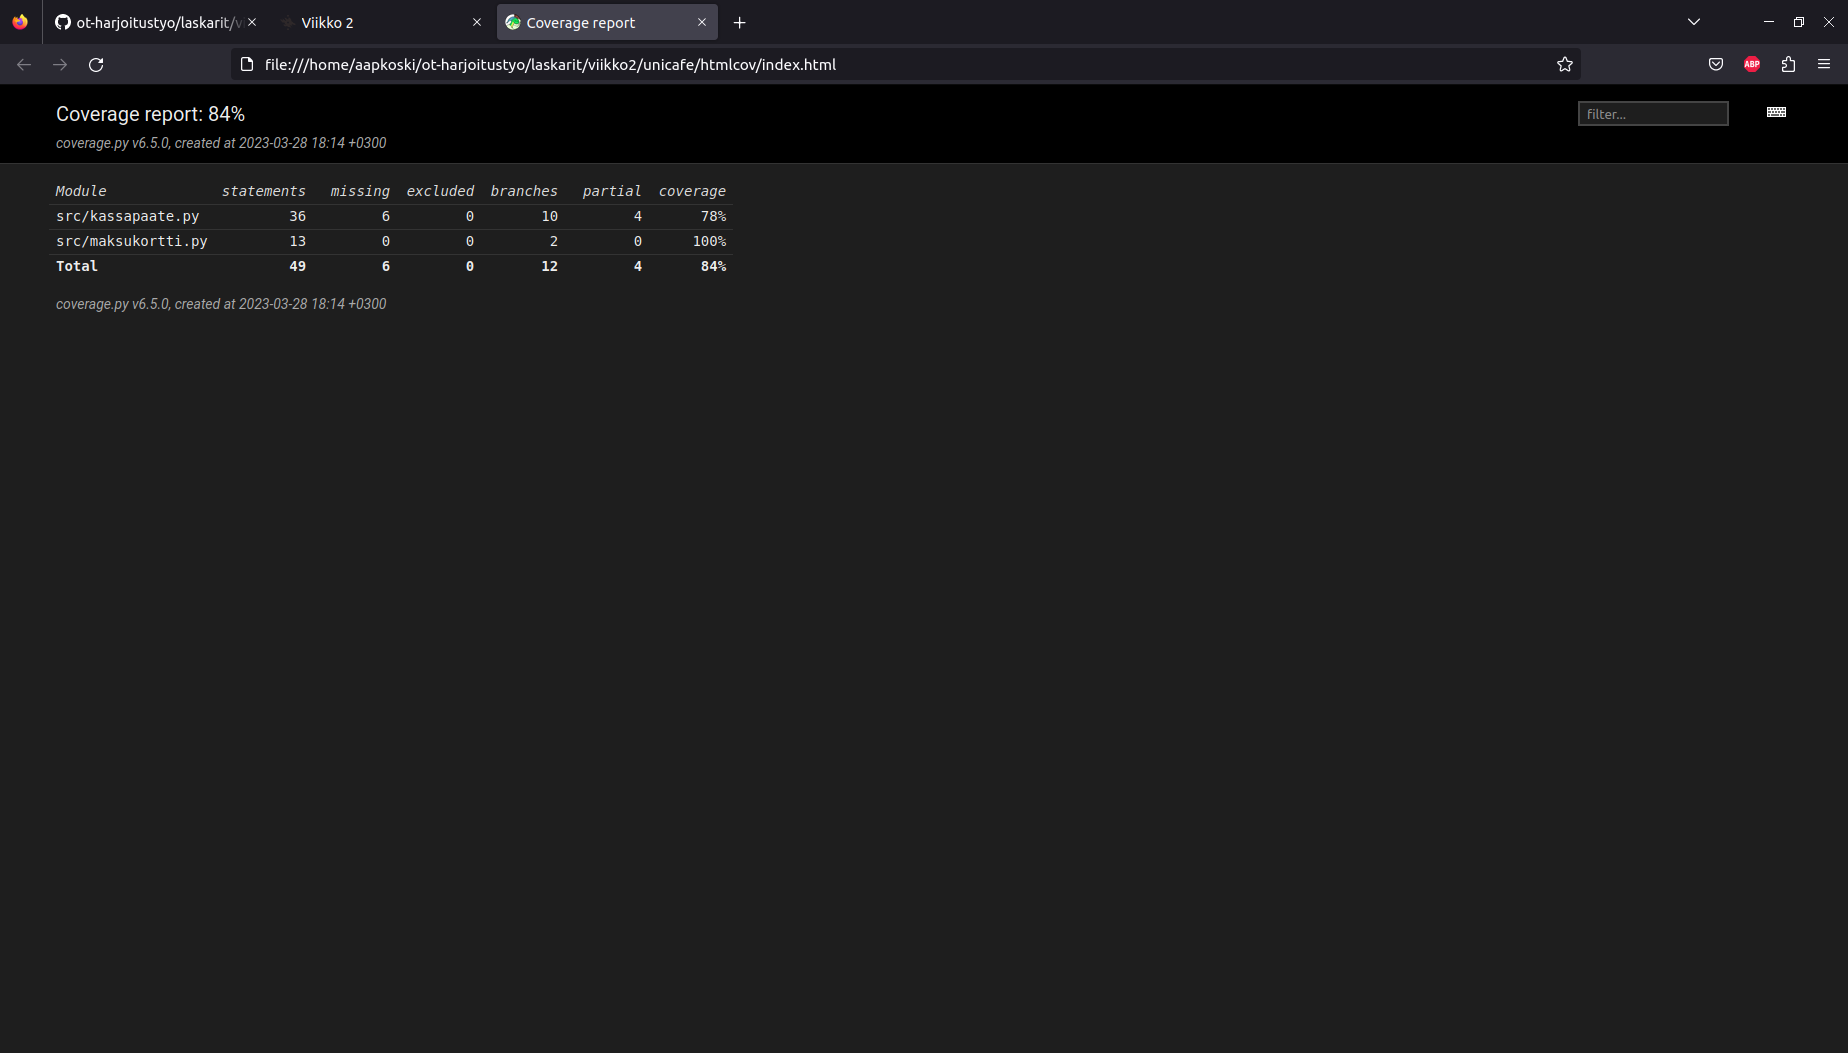 ot-harjoitustyo/laskarit/v
Viikko 2
Coverage report
file:///home/aapkoski/ot-harjoitustyo/laskarit/viikko2/unicafe/htmlcov/index.html
ABP
Coverage report: 84%
filter...
coverage.py v6.5.0, created at 2023-03-28 18:14 +0300
Module statements missing excluded branches partial coverage
src/kassapaate.py 36 6 0 10 4 78%
src/maksukortti.py 13 0 0 2 0 100%
Total 49 6 0 12 4 84%
coverage.py v6.5.0, created at 2023-03-28 18:14 +0300